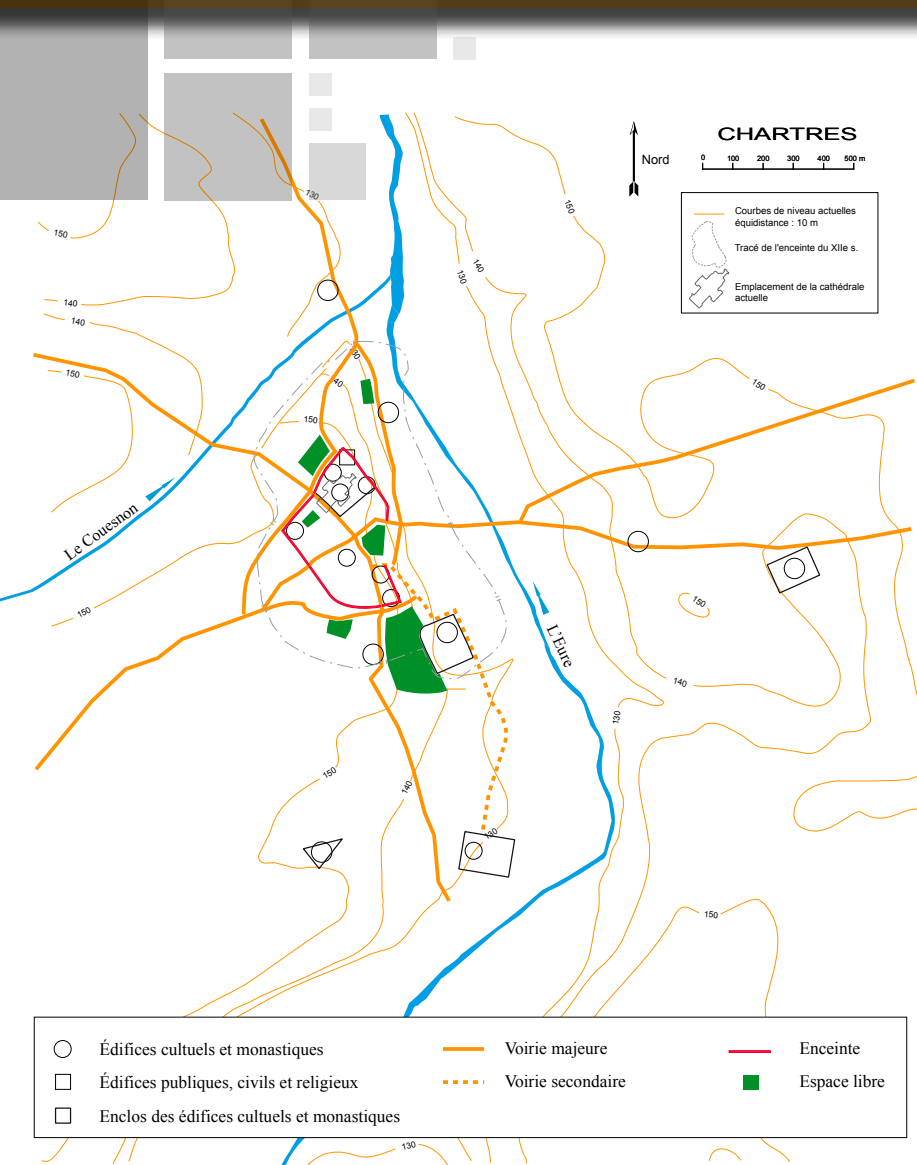 CHARTRES
Nord
0 100 200 300 400 500 m
Courbes de niveau actuelles
équidistance : 10 m
Tracé de l'enceinte du XIIe s.
Emplacement de la cathédrale
actuelle
130
150
150
140
130
140
140
150
130
40
150
150
Le Couesnon
150
150
L'Eure
140
130
150
140
130
150
Édifices cultuels et monastiques
Voirie majeure
Enceinte
Édifices publiques, civils et religieux
Voirie secondaire
Espace libre
Enclos des édifices cultuels et monastiques
130